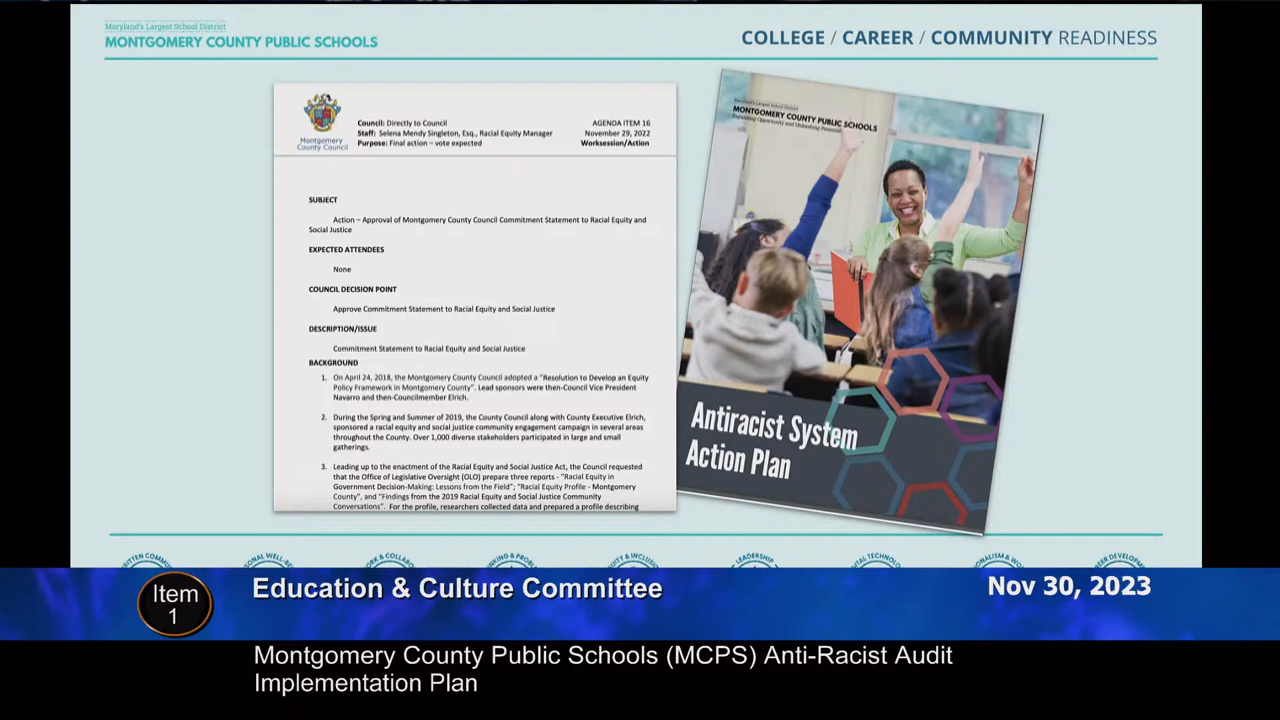 Maryland's Largest School District
MONTGOMERY COUNTY PUBLIC SCHOOLS
COLLEGE / CAREER / COMMUNITY READINESS
Montgomery
County Council
Council: Directly to Council
Staff: Selena Mendy Singleton, Esq., Racial Equity Manager
Purpose: Final action – vote expected
AGENDA ITEM 16
November 29, 2022
Worksession/Action
SUBJECT
Action – Approval of Montgomery County Council Commitment Statement to Racial Equity and
Social Justice
EXPECTED ATTENDEES
None
COUNCIL DECISION POINT
Approve Commitment Statement to Racial Equity and Social Justice
DESCRIPTION/ISSUE
Commitment Statement to Racial Equity and Social Justice
BACKGROUND
1. On April 24, 2018, the Montgomery County Council adopted a "Resolution to Develop an Equity
Policy Framework in Montgomery County". Lead sponsors were then-Council Vice President
Navarro and then-Councilmember Elrich.
2. During the Spring and Summer of 2019, the County Council along with County Executive Elrich,
sponsored a racial equity and social justice community engagement campaign in several areas
throughout the County. Over 1,000 diverse stakeholders participated in large and small
gatherings.
3. Leading up to the enactment of the Racial Equity and Social Justice Act, the Council requested
that the Office of Legislative Oversight (OLO) prepare three reports - "Racial Equity in
Government Decision-Making: Lessons from the Field"; "Racial Equity Profile - Montgomery
County", and "Findings from the 2019 Racial Equity and Social Justice Community
Conversations". For the profile, researchers collected data and prepared a profile describing
Maryland's Largest School District
MONTGOMERY COUNTY PUBLIC SCHOOLS
Expanding Opportunity and Unleashing Potential
Antiracist System
Action Plan
Item
1
Education & Culture Committee
Nov 30, 2023
Montgomery County Public Schools (MCPS) Anti-Racist Audit
Implementation Plan